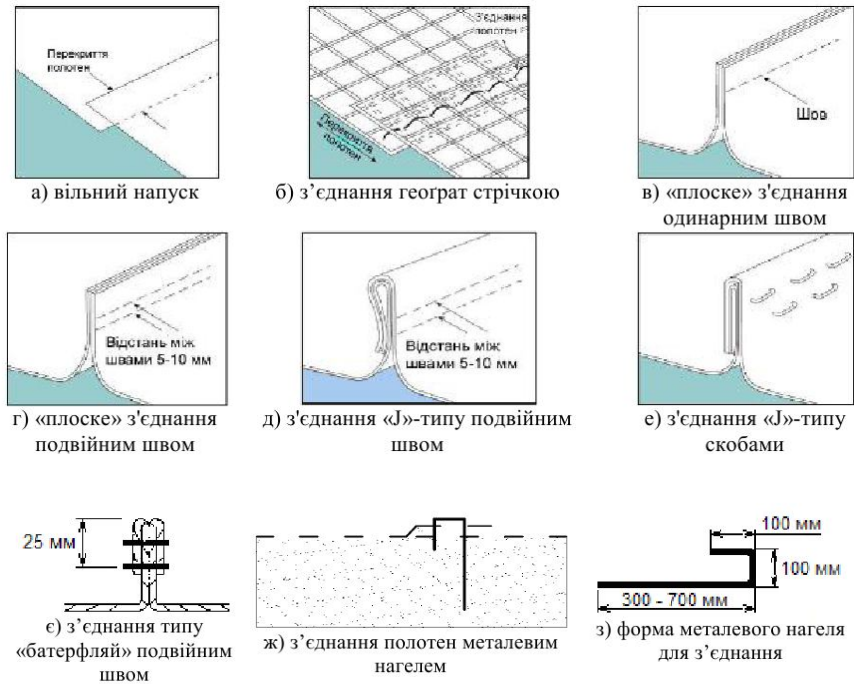 Перекриття
полотен
а) вільний напуск
З'єднання
полотен
Перекриття
полотен
б) з’єднання геоґрат стрічкою
Шов
в) «плоске» з'єднання
одинарним швом
Відстань між
швами 5-10 мм
г) «плоске» з'єднання
подвійним швом
Відстань між
швами 5-10 мм
д) з'єднання «J»-типу подвійним
швом
е) з'єднання «J»-типу
скобами
25 мм
є) з’єднання типу
«батерфляй» подвійним
швом
ж) з’єднання полотен металевим
нагелем
100 мм
100 мм
300 - 700 мм
з) форма металевого нагеля
для з’єднання